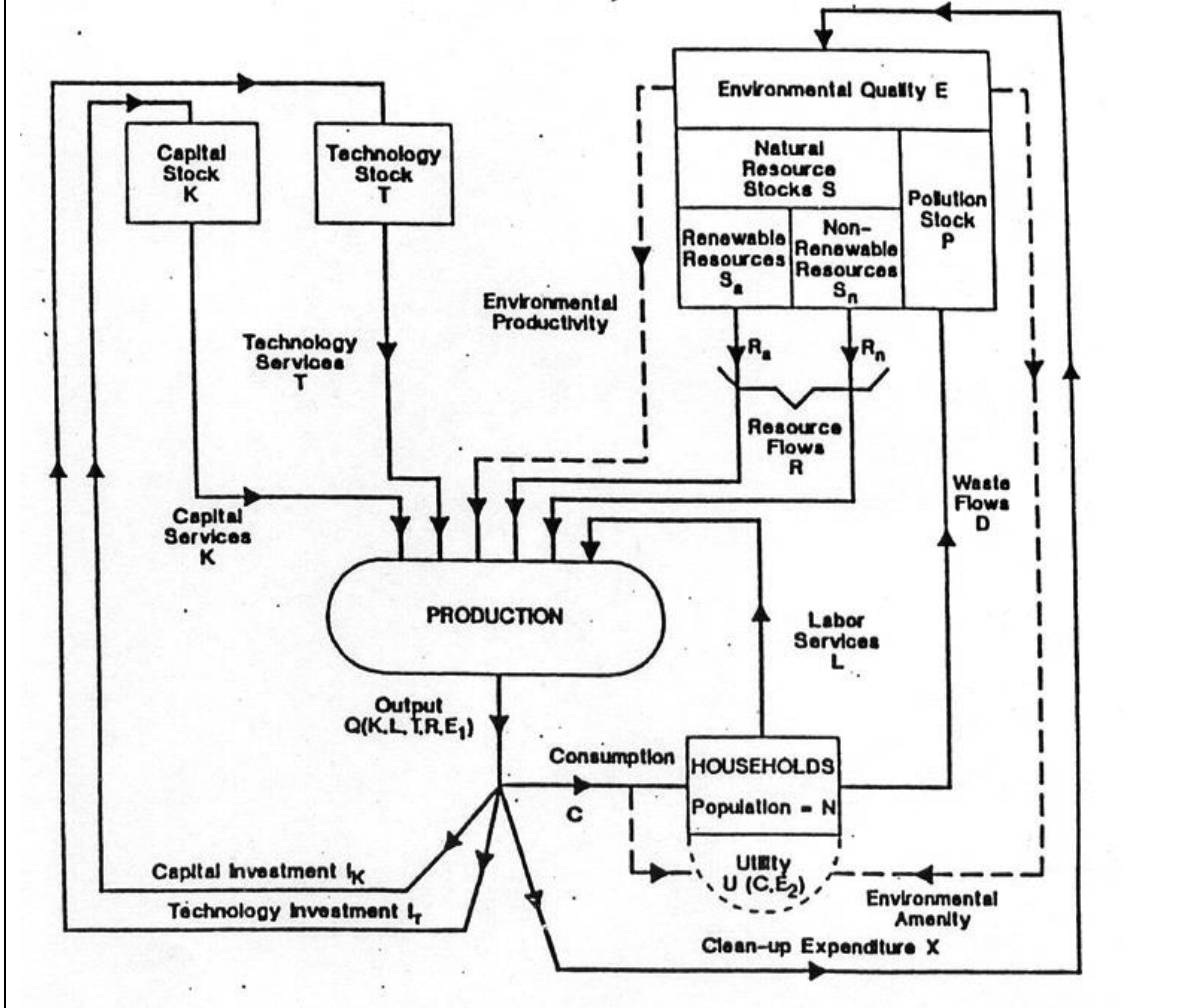 Environmental Quality E
Capital
Stock
K
Technology
Stock
T
Natural
Resource
Stocks S
Pollution
Stock
P
Renewable
Resources
Sa
Non-
Renewable
Resources
Sn
Environmental
Productivity
Technology
Services
T
Ra
Rn
Resource
Flows
R
Waste
Flows
D
Capital
Services
K
PRODUCTION
Labor
Services
L
Output
Q(K,L,T,R,E1)
Consumption
C
HOUSEHOLDS
Population = N
Utility
U (C,E2)
Capital Investment IK
Technology Investment IT
Environmental
Amenity
Clean-up Expenditure X